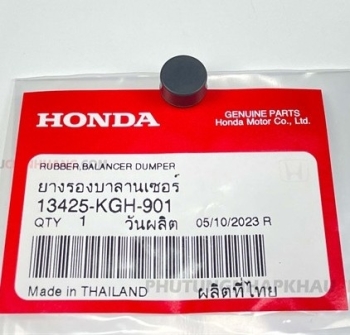 HONDA
GENUINE PARTS
Honda Motor Co., Ltd.
RUBBER,BALANCER DUMPER
ยางรองบาลานเซอร์
13425-KGH-901
QTY 1 วันผลิต 05/10/2023 R
PHUTUNGNHAPKHAU
Made in THAILAND ผลิตที่ไทย